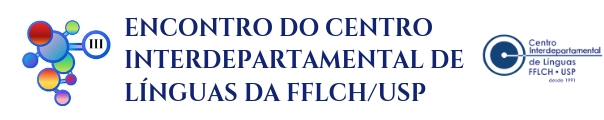 III
ENCONTRO DO CENTRO
INTERDEPARTAMENTAL DE
LÍNGUAS DA FFLCH/USP
Centro
Interdepartamental
de Línguas
FFLCH • USP
desde 1991